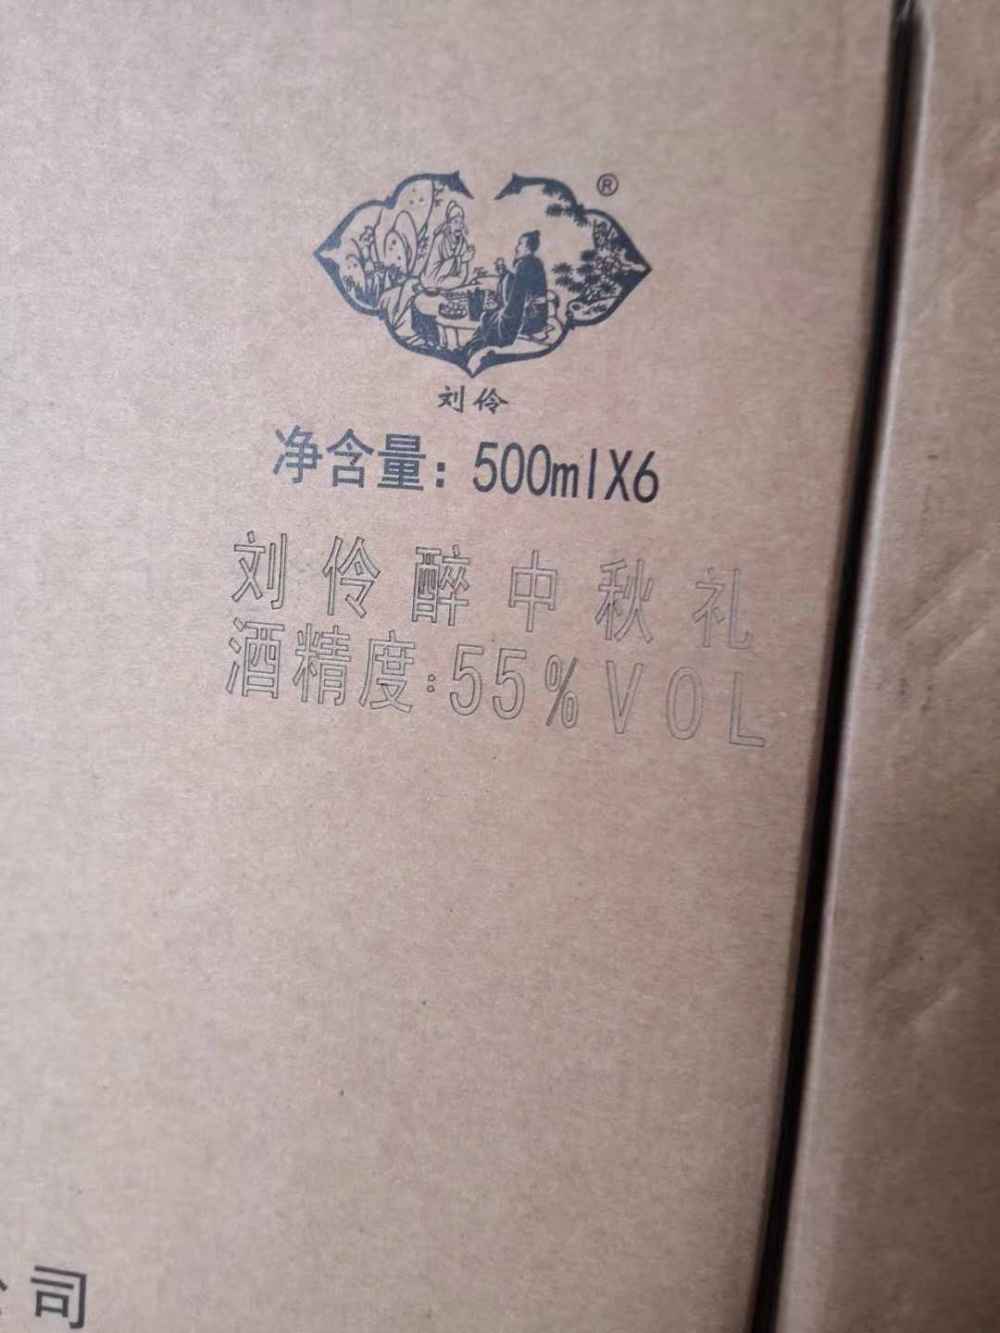 ®
刘伶
净含量：500mlX6
刘伶醉中秋礼
酒精度:55%VOL
公司